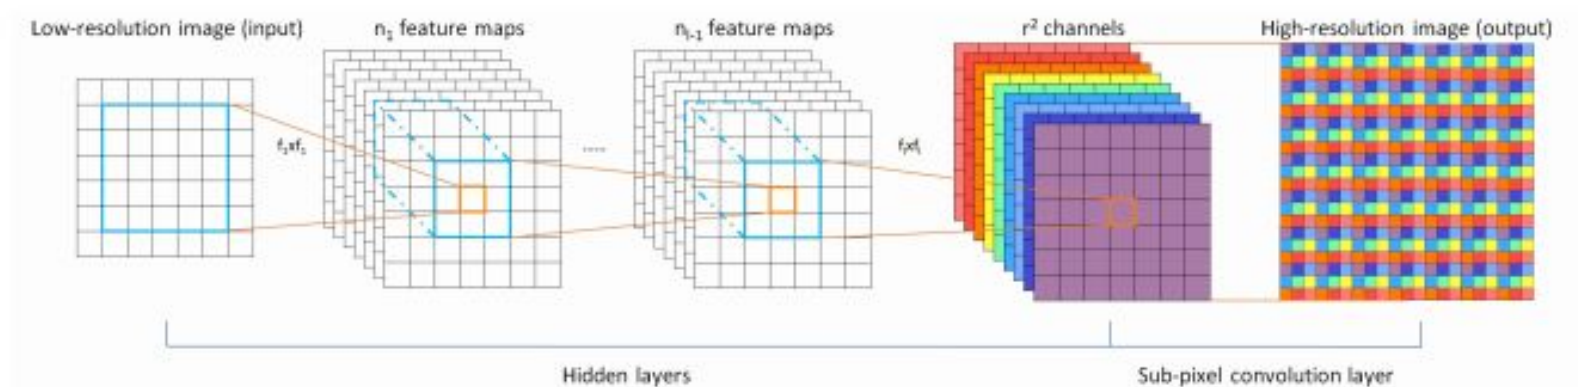 Low-resolution image (input)
n₁ feature maps
nₗ₋₁ feature maps
r² channels
High-resolution image (output)
f₁xf₁
.....
fₗxfₗ
Hidden layers
Sub-pixel convolution layer